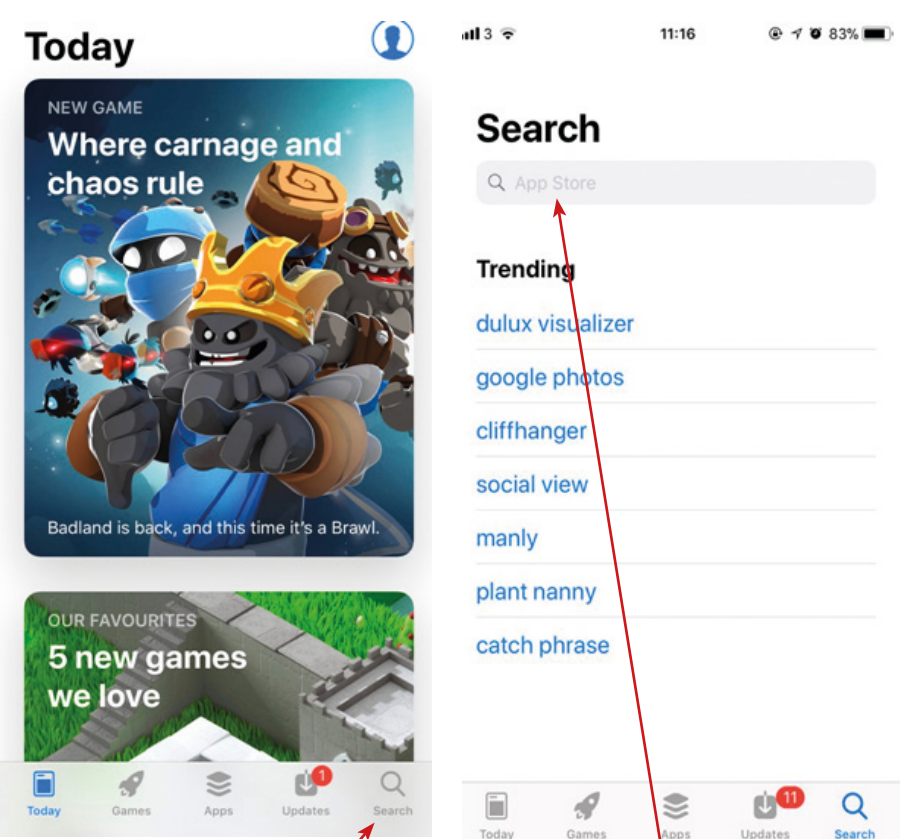 Today
NEW GAME
Where carnage and
chaos rule
Badland is back, and this time it's a Brawl.
OUR FAVOURITES
5 new games
we love
1
Today
Games
Apps
Updates
Search
3
11:16
83%
Search
App Store
Trending
dulux visualizer
google photos
cliffhanger
social view
manly
plant nanny
catch phrase
11
Today
Games
Apps
Updates
Search